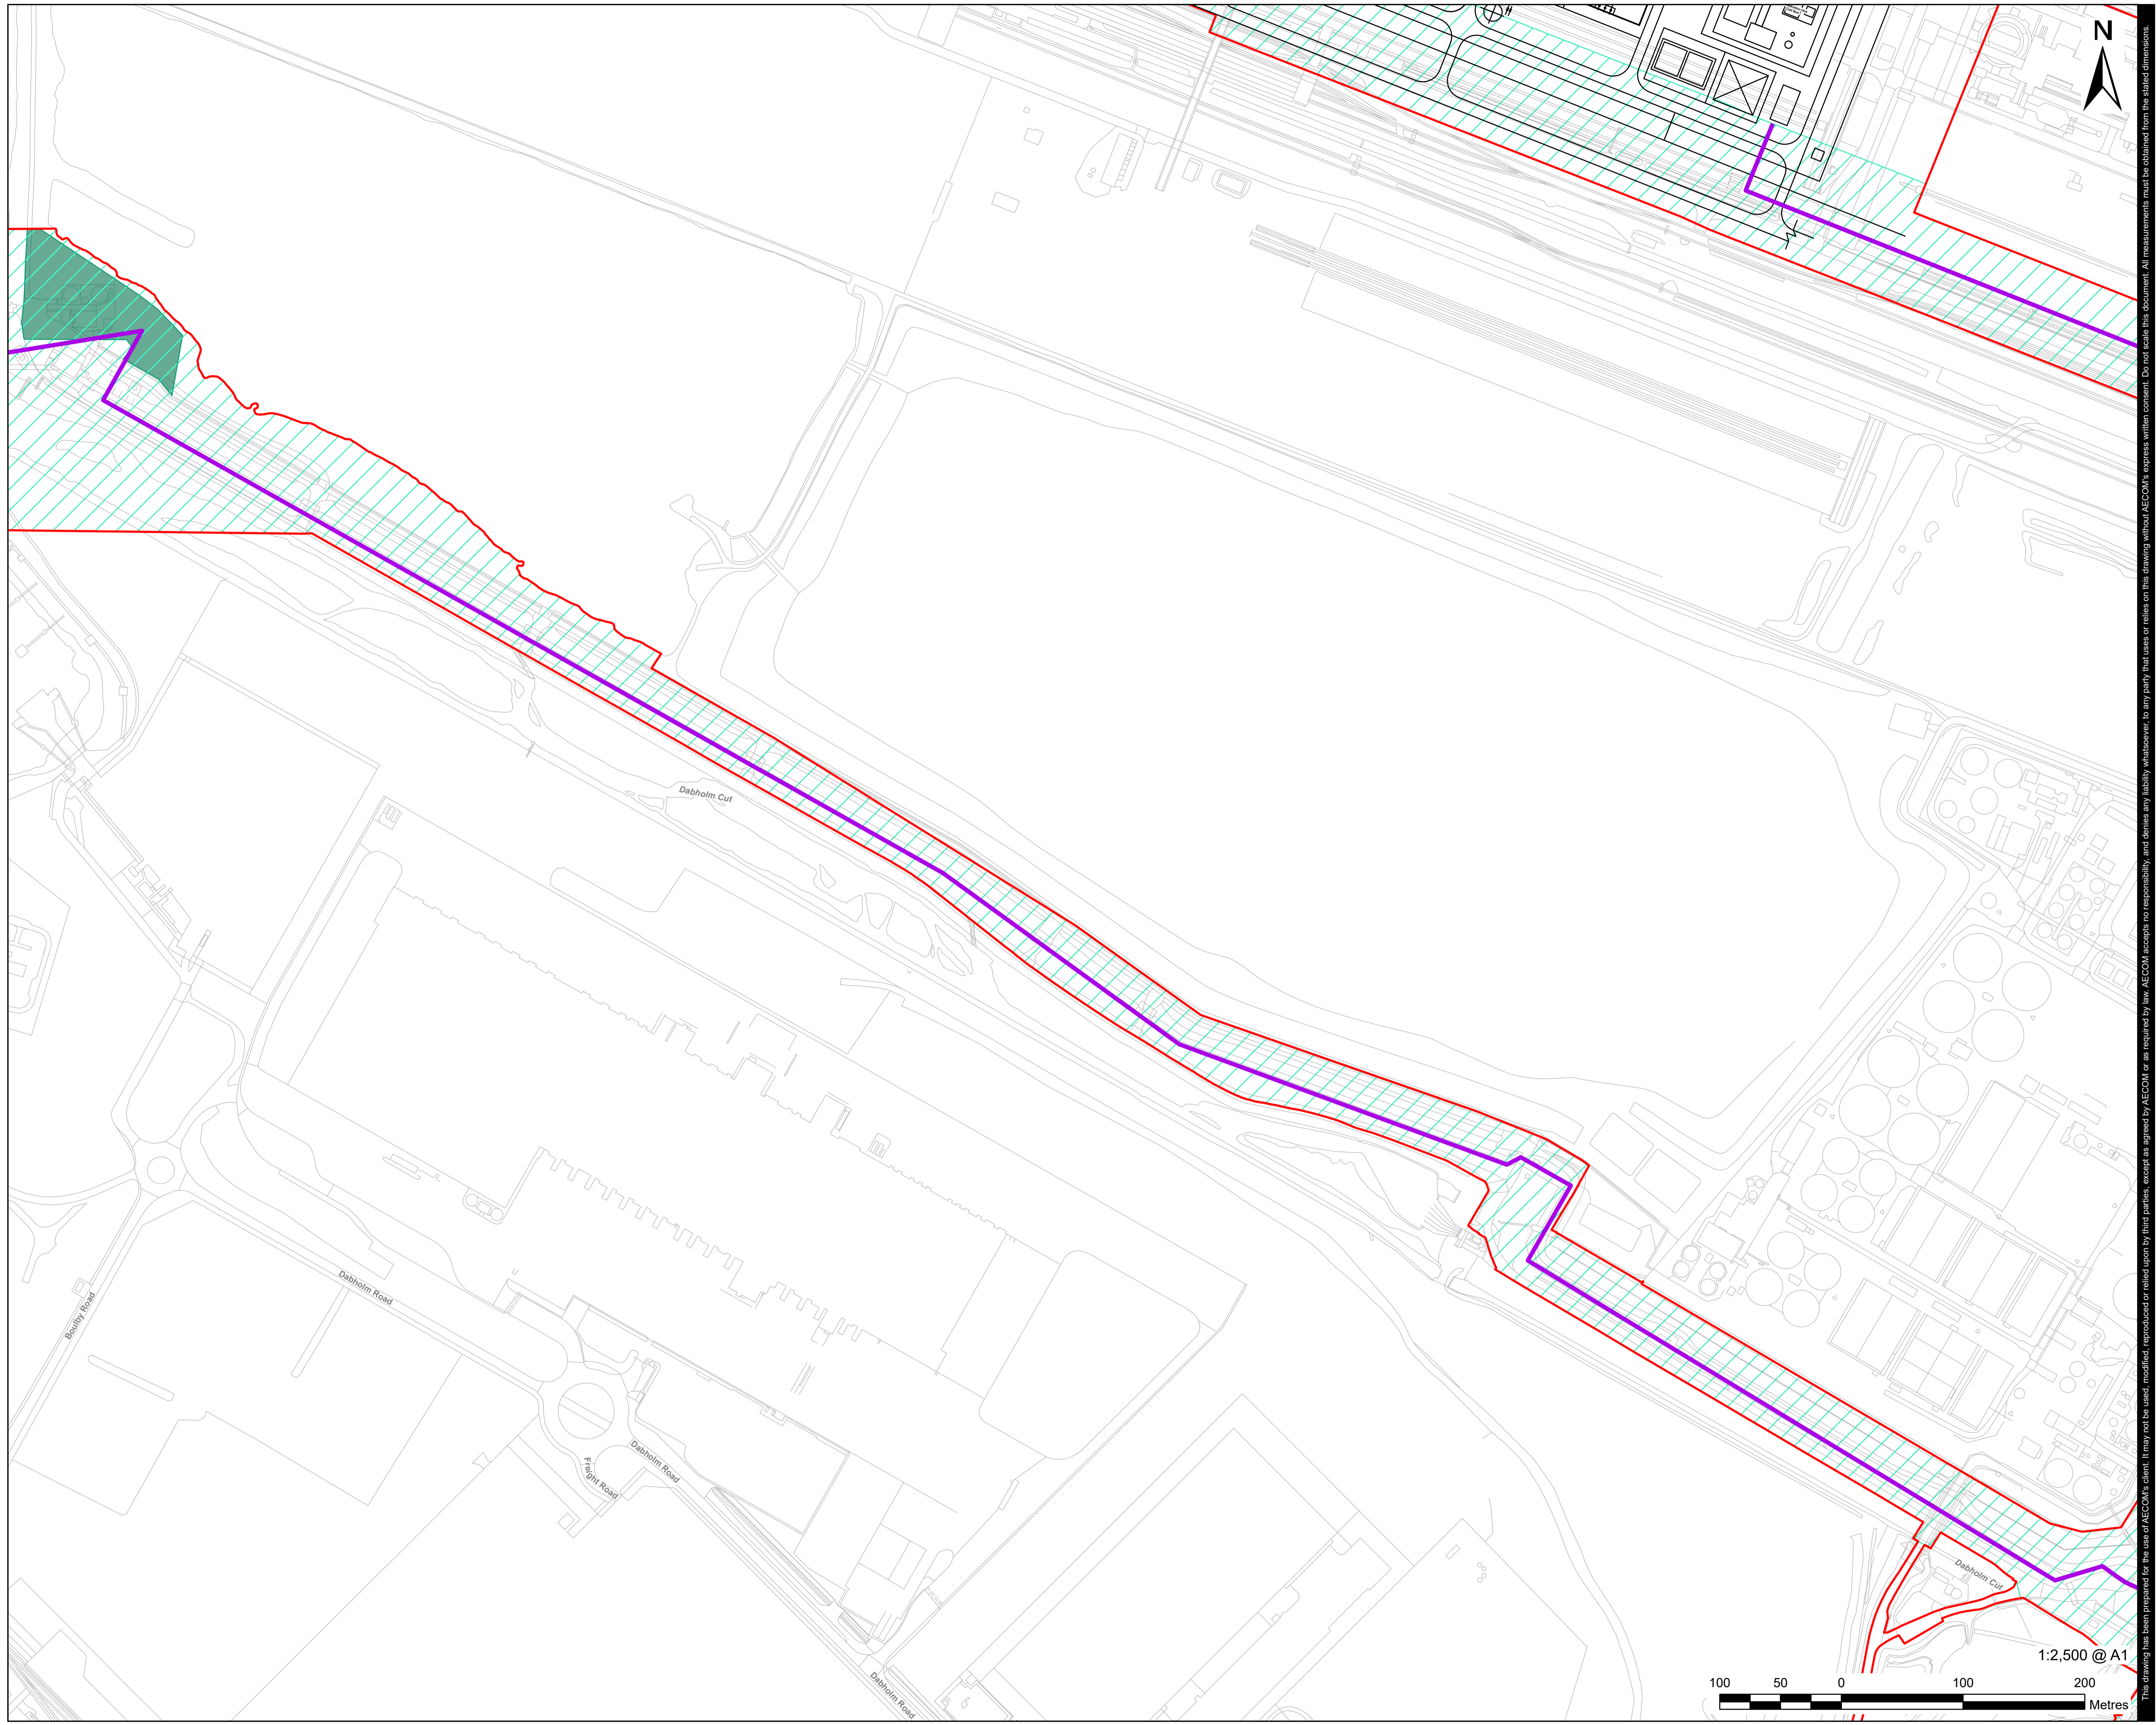 N
This drawing has been prepared for the use of AECOM's client. It may not be used, modified, reproduced or relied upon by third parties, except as agreed by AECOM or as required by law. AECOM accepts no responsibility, and denies any liability whatsoever, to any party that uses or relies on this drawing without AECOM's express written consent. Do not scale this document. All measurements must be obtained from the stated dimensions.
Dabholm Cut
Boulby Road
Dabholm Road
Dabholm Road
Freight Road
Dabholm Cut
Dabholm Road
1:2,500 @ A1
100 50 0 100 200
Metres